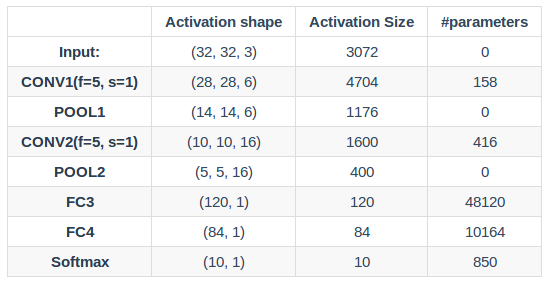 Activation shape Activation Size #parameters
Input: (32, 32, 3) 3072 0
CONV1(f=5, s=1) (28, 28, 6) 4704 158
POOL1 (14, 14, 6) 1176 0
CONV2(f=5, s=1) (10, 10, 16) 1600 416
POOL2 (5, 5, 16) 400 0
FC3 (120, 1) 120 48120
FC4 (84, 1) 84 10164
Softmax (10, 1) 10 850